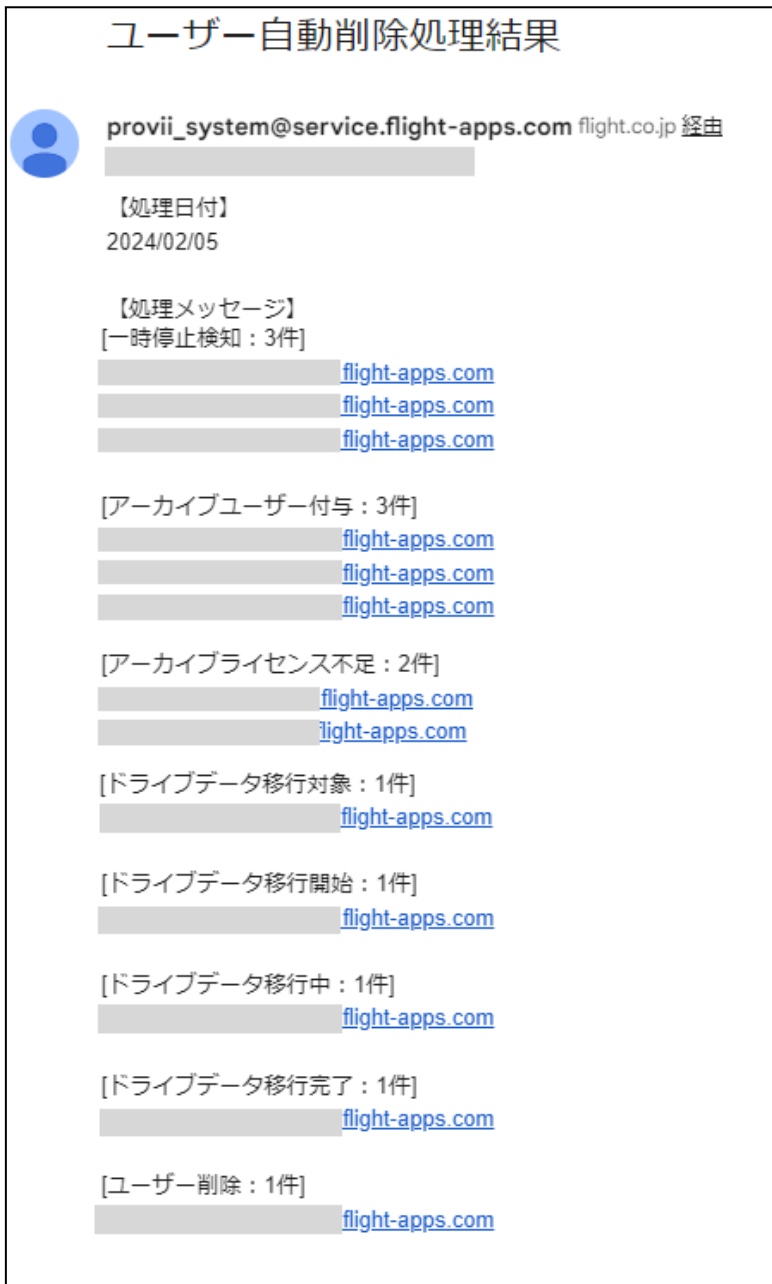 ユーザー自動削除処理結果
provii_system@service.flight-apps.com flight.co.jp 経由
【処理日付】
2024/02/05
【処理メッセージ】
[一時停止検知：3件]
flight-apps.com
flight-apps.com
flight-apps.com
[アーカイブユーザー付与：3件]
flight-apps.com
flight-apps.com
flight-apps.com
[アーカイブライセンス不足：2件]
flight-apps.com
flight-apps.com
[ドライブデータ移行対象：1件]
flight-apps.com
[ドライブデータ移行開始：1件]
flight-apps.com
[ドライブデータ移行中：1件]
flight-apps.com
[ドライブデータ移行完了：1件]
flight-apps.com
[ユーザー削除：1件]
flight-apps.com